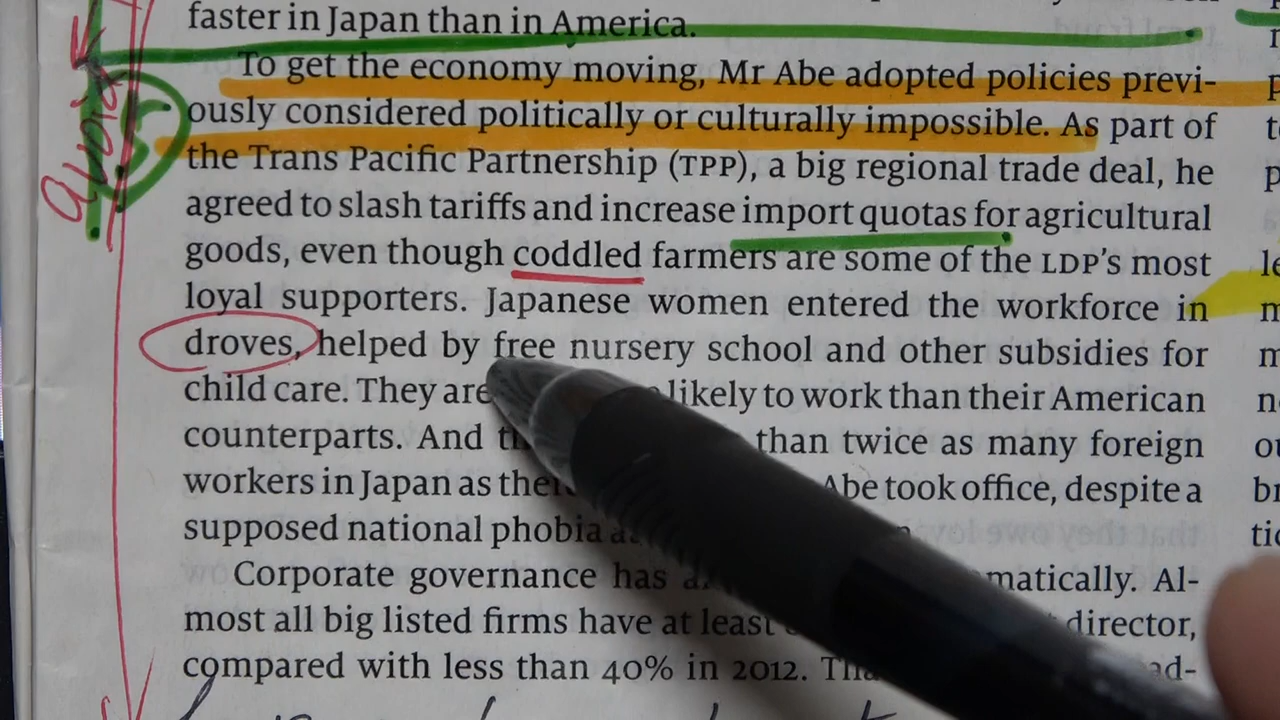 faster in Japan than in America.
To get the economy moving, Mr Abe adopted policies previ-
ously considered politically or culturally impossible. As part of
the Trans Pacific Partnership (TPP), a big regional trade deal, he
agreed to slash tariffs and increase import quotas for agricultural
goods, even though coddled farmers are some of the LDP's most
loyal supporters. Japanese women entered the workforce in
droves, helped by free nursery school and other subsidies for
child care. They are likely to work than their American
counterparts. And than twice as many foreign
workers in Japan as Abe took office, despite a
supposed national phobia
Corporate governance has Al-
most all big listed firms have at least director,
compared with less than 40% in 2012.